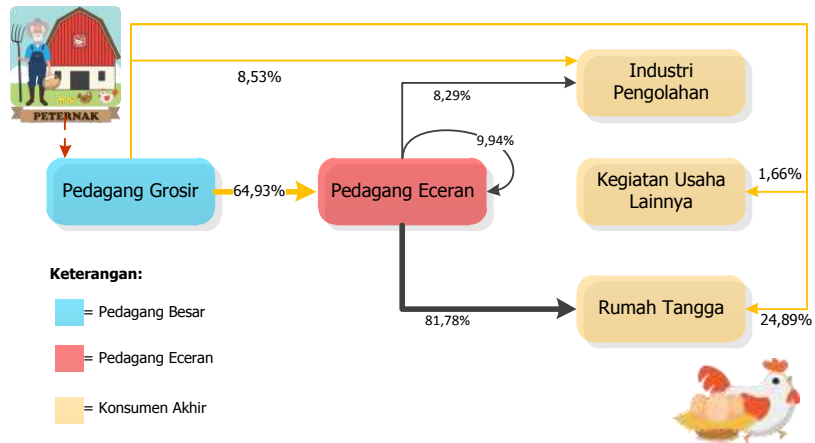 PETERNAK
8,53%
Industri
Pengolahan
8,29%
9,94%
Pedagang Grosir
64,93%
Pedagang Eceran
Kegiatan Usaha
Lainnya
1,66%
Keterangan:
= Pedagang Besar
81,78%
Rumah Tangga
24,89%
= Pedagang Eceran
= Konsumen Akhir